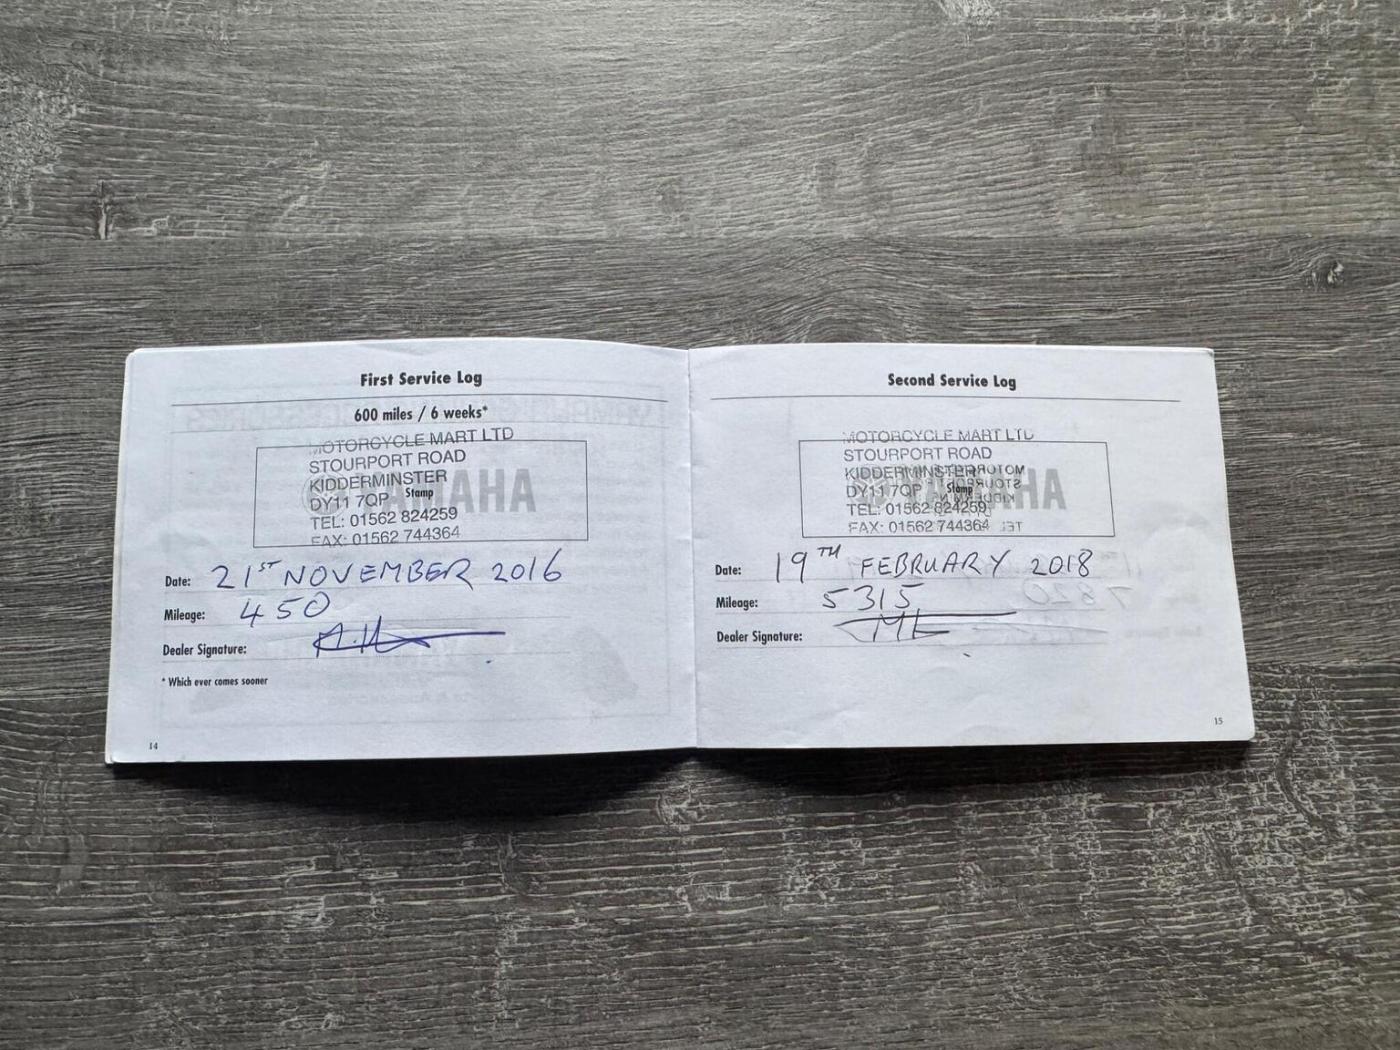 First Service Log
600 miles / 6 weeks*
MOTORCYCLE MART LTD
STOURPORT ROAD
KIDDERMINSTER
DY11 7QP Stamp
TEL: 01562 824259
FAX: 01562 744364
YAMAHA
Date: 21ST NOVEMBER 2016
Mileage: 450
Dealer Signature:
* Which ever comes sooner
14
Second Service Log
MOTORCYCLE MART LTD
STOURPORT ROAD
KIDDERMINSTER
DY11 7QP Stamp
TEL: 01562 824259
FAX: 01562 744364
YAMAHA
Date: 19TH FEBRUARY 2018
Mileage: 5315
Dealer Signature:
15